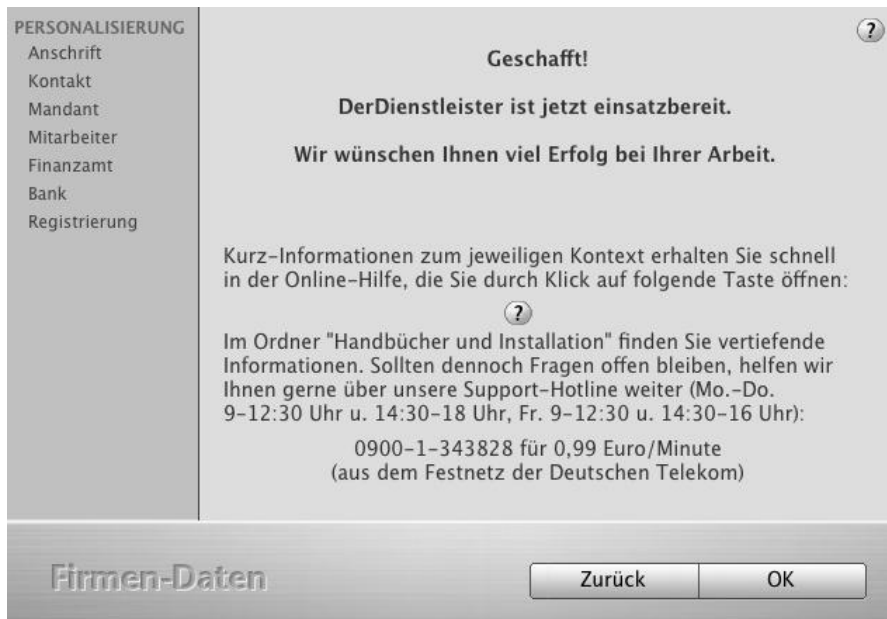 PERSONALISIERUNG
Anschrift
Kontakt
Mandant
Mitarbeiter
Finanzamt
Bank
Registrierung
?
Geschafft!
DerDienstleister ist jetzt einsatzbereit.
Wir wünschen Ihnen viel Erfolg bei Ihrer Arbeit.
Kurz-Informationen zum jeweiligen Kontext erhalten Sie schnell
in der Online-Hilfe, die Sie durch Klick auf folgende Taste öffnen:
?
Im Ordner "Handbücher und Installation" finden Sie vertiefende
Informationen. Sollten dennoch Fragen offen bleiben, helfen wir
Ihnen gerne über unsere Support-Hotline weiter (Mo.-Do.
9-12:30 Uhr u. 14:30-18 Uhr, Fr. 9-12:30 u. 14:30-16 Uhr):
0900-1-343828 für 0,99 Euro/Minute
(aus dem Festnetz der Deutschen Telekom)
Firmen-Daten
Zurück
OK